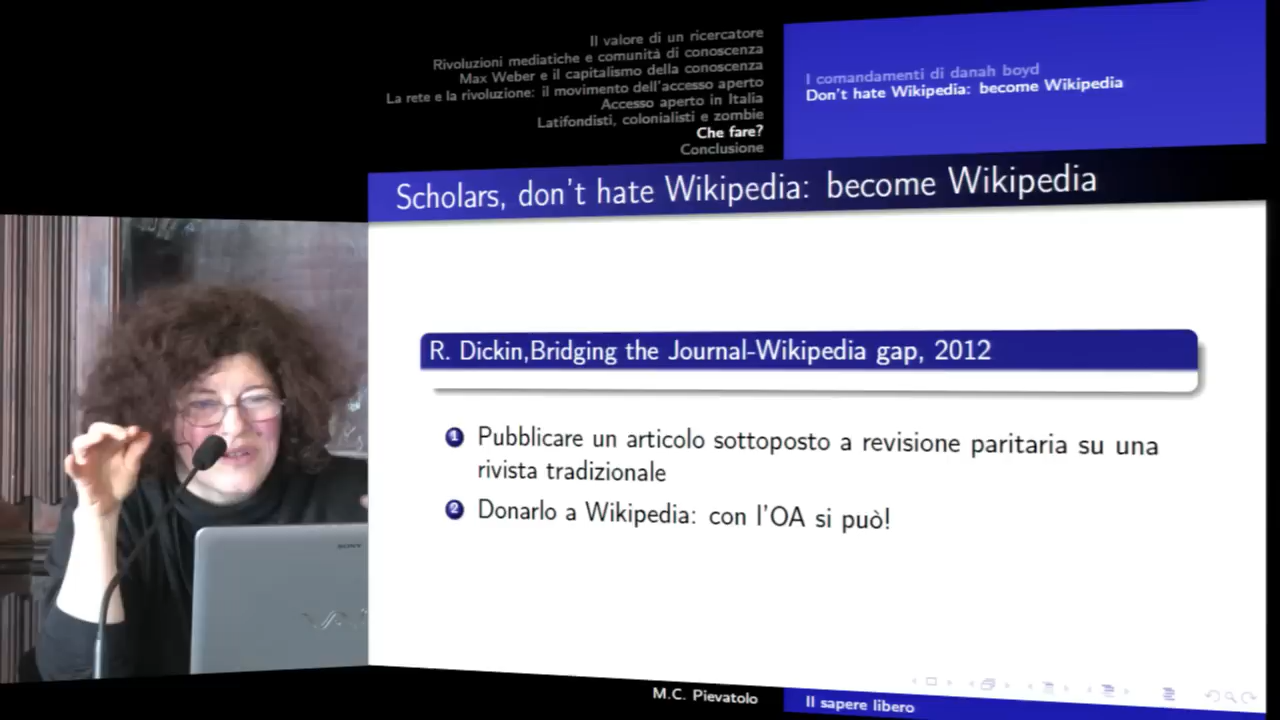 Il valore di un ricercatore
Rivoluzioni mediatiche e comunità di conoscenza
Max Weber e il capitalismo della conoscenza
La rete e la rivoluzione: il movimento dell'accesso aperto
Accesso aperto in Italia
Latifondisti, colonialisti e zombie
Che fare?
Conclusione
I comandamenti di danah boyd
Don't hate Wikipedia: become Wikipedia
Scholars, don't hate Wikipedia: become Wikipedia
R. Dickin,Bridging the Journal-Wikipedia gap, 2012
1 Pubblicare un articolo sottoposto a revisione paritaria su una
rivista tradizionale
2 Donarlo a Wikipedia: con l'OA si può!
SONY
M.C. Pievatolo
Il sapere libero